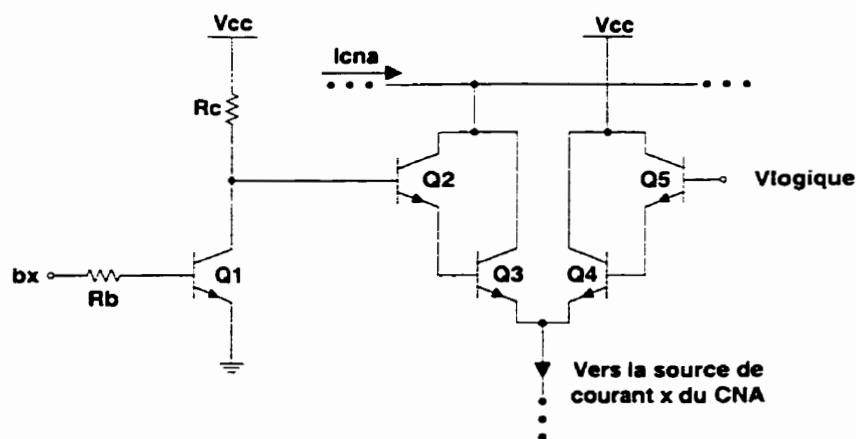 Vcc
Vcc
Icna
Rc
Q2
Q5
Vlogique
bx
Rb
Q1
Q3
Q4
Vers la source de
courant x du CNA